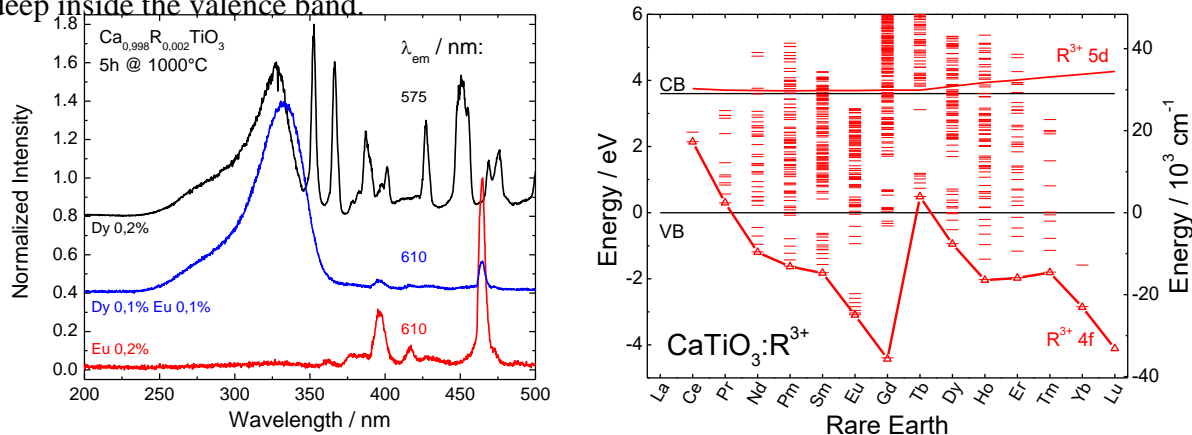 deep inside the valence band.
Ca0,998R0,002TiO3
5h @ 1000°C
λem / nm:
575
610
610
Dy 0,2%
Dy 0,1% Eu 0,1%
Eu 0,2%
1.8
1.6
1.4
1.2
1.0
0.8
0.6
0.4
0.2
0.0
Normalized Intensity
200 250 300 350 400 450 500
Wavelength / nm
6
4
2
0
-2
-4
Energy / eV
CB
VB
R3+ 5d
R3+ 4f
CaTiO3:R3+
40
20
0
-20
-40
Energy / 10^3 cm^-1
La Ce Pr Nd Pm Sm Eu Gd Tb Dy Ho Er Tm Yb Lu
Rare Earth